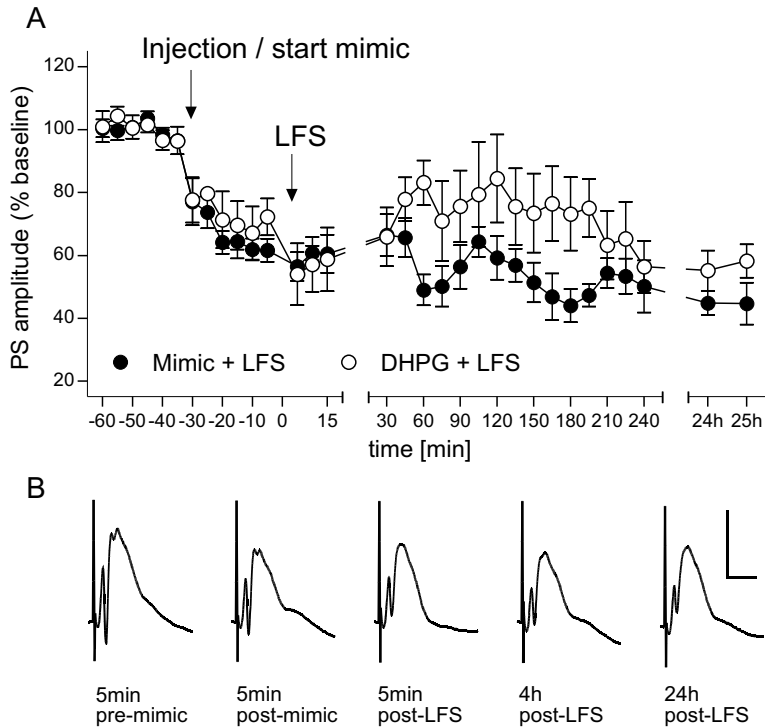 A
Injection / start mimic
LFS
PS amplitude (% baseline)
120
100
80
60
40
20
Mimic + LFS
DHPG + LFS
-60 -50 -40 -30 -20 -10 0 15 30 60 90 120 150 180 210 240 24h 25h
time [min]
B
5min pre-mimic
5min post-mimic
5min post-LFS
4h post-LFS
24h post-LFS